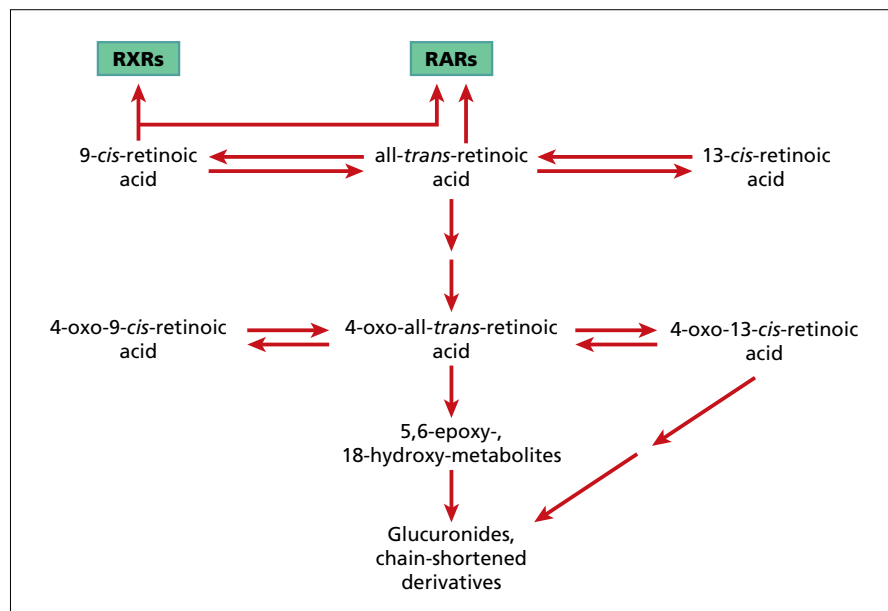 RXRs
RARs
9-cis-retinoic
acid
all-trans-retinoic
acid
13-cis-retinoic
acid
4-oxo-9-cis-retinoic
acid
4-oxo-all-trans-retinoic
acid
4-oxo-13-cis-retinoic
acid
5,6-epoxy-,
18-hydroxy-metabolites
Glucuronides,
chain-shortened
derivatives